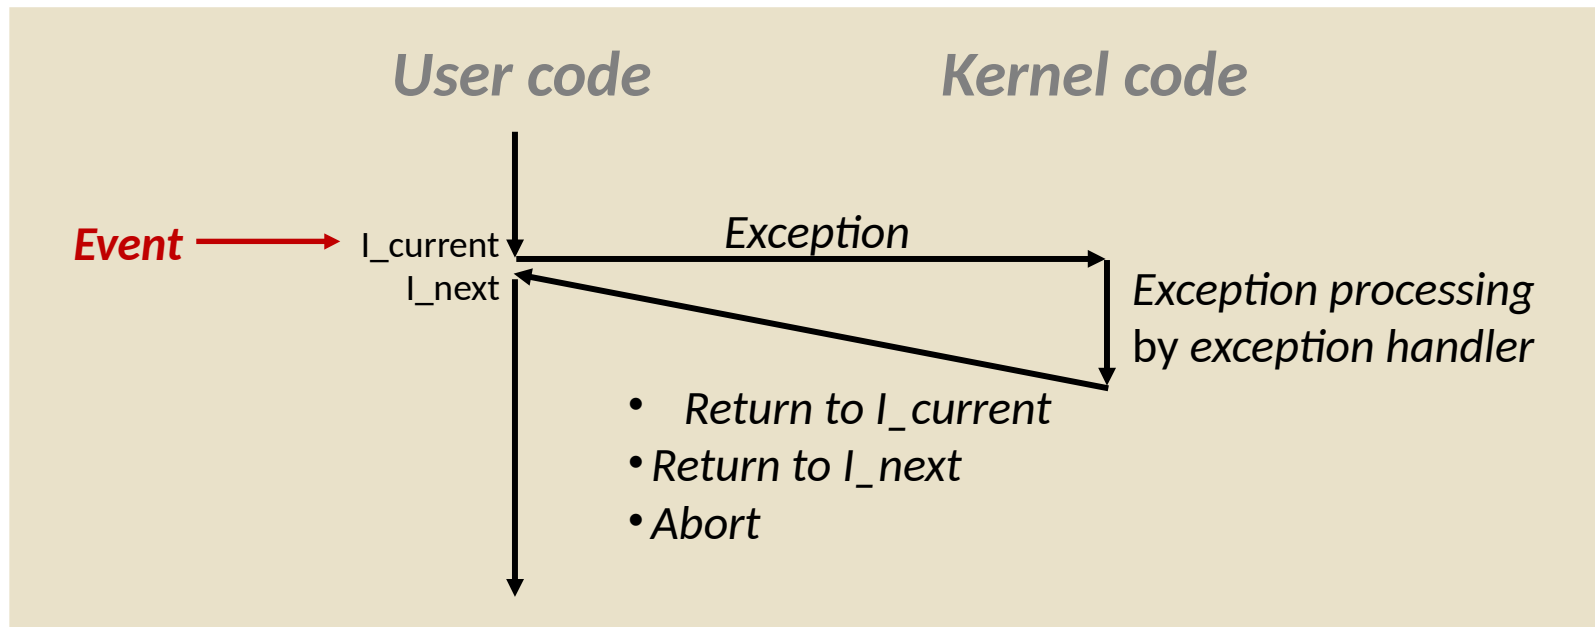 User code
Kernel code
Event
I_current
Exception
I_next
Exception processing
by exception handler
• Return to I_current
• Return to I_next
• Abort